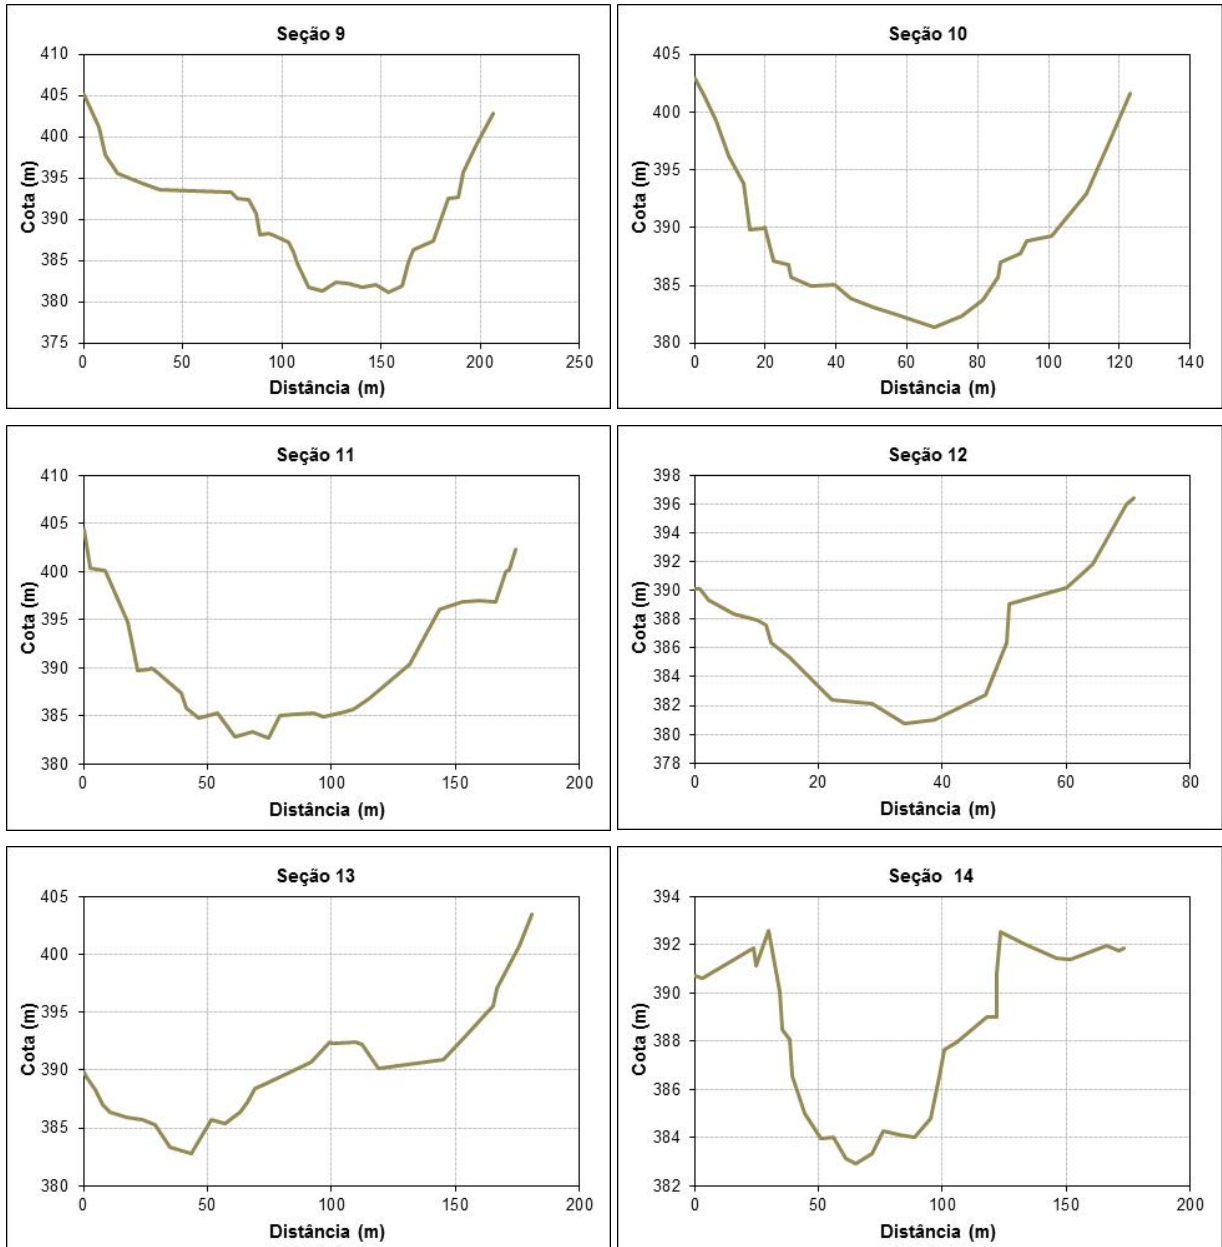 Seção 9
410
405
400
395
390
385
380
375
Cota (m)
0 50 100 150 200 250
Distância (m)
Seção 10
405
400
395
390
385
380
Cota (m)
0 20 40 60 80 100 120 140
Distância (m)
Seção 11
410
405
400
395
390
385
380
Cota (m)
0 50 100 150 200
Distância (m)
Seção 12
398
396
394
392
390
388
386
384
382
380
378
Cota (m)
0 20 40 60 80
Distância (m)
Seção 13
405
400
395
390
385
380
Cota (m)
0 50 100 150 200
Distância (m)
Seção 14
394
392
390
388
386
384
382
Cota (m)
0 50 100 150 200
Distância (m)